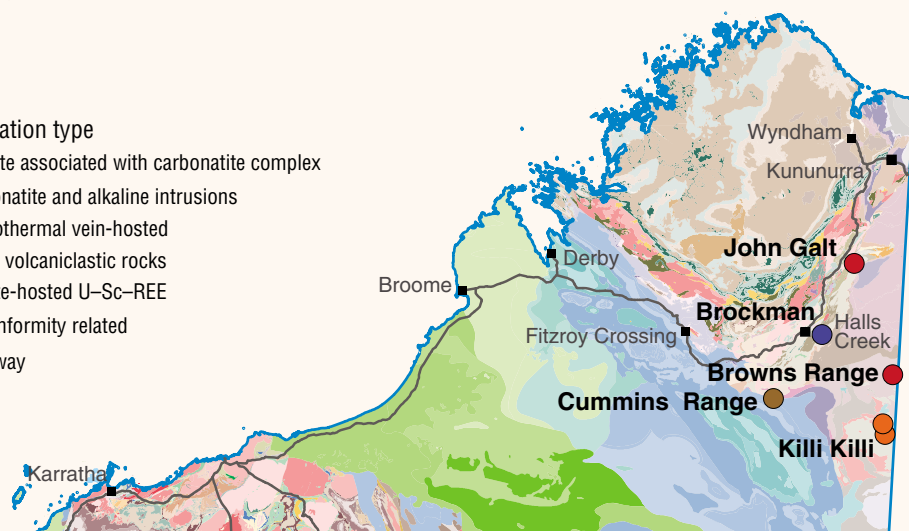 ation type
te associated with carbonatite complex
onatite and alkaline intrusions
othermal vein-hosted
volcaniclastic rocks
te-hosted U–Sc–REE
nformity related
way
Wyndham
Kununurra
John Galt
Derby
Broome
Brockman
Halls
Creek
Fitzroy Crossing
Browns Range
Cummins Range
Killi Killi
Karratha